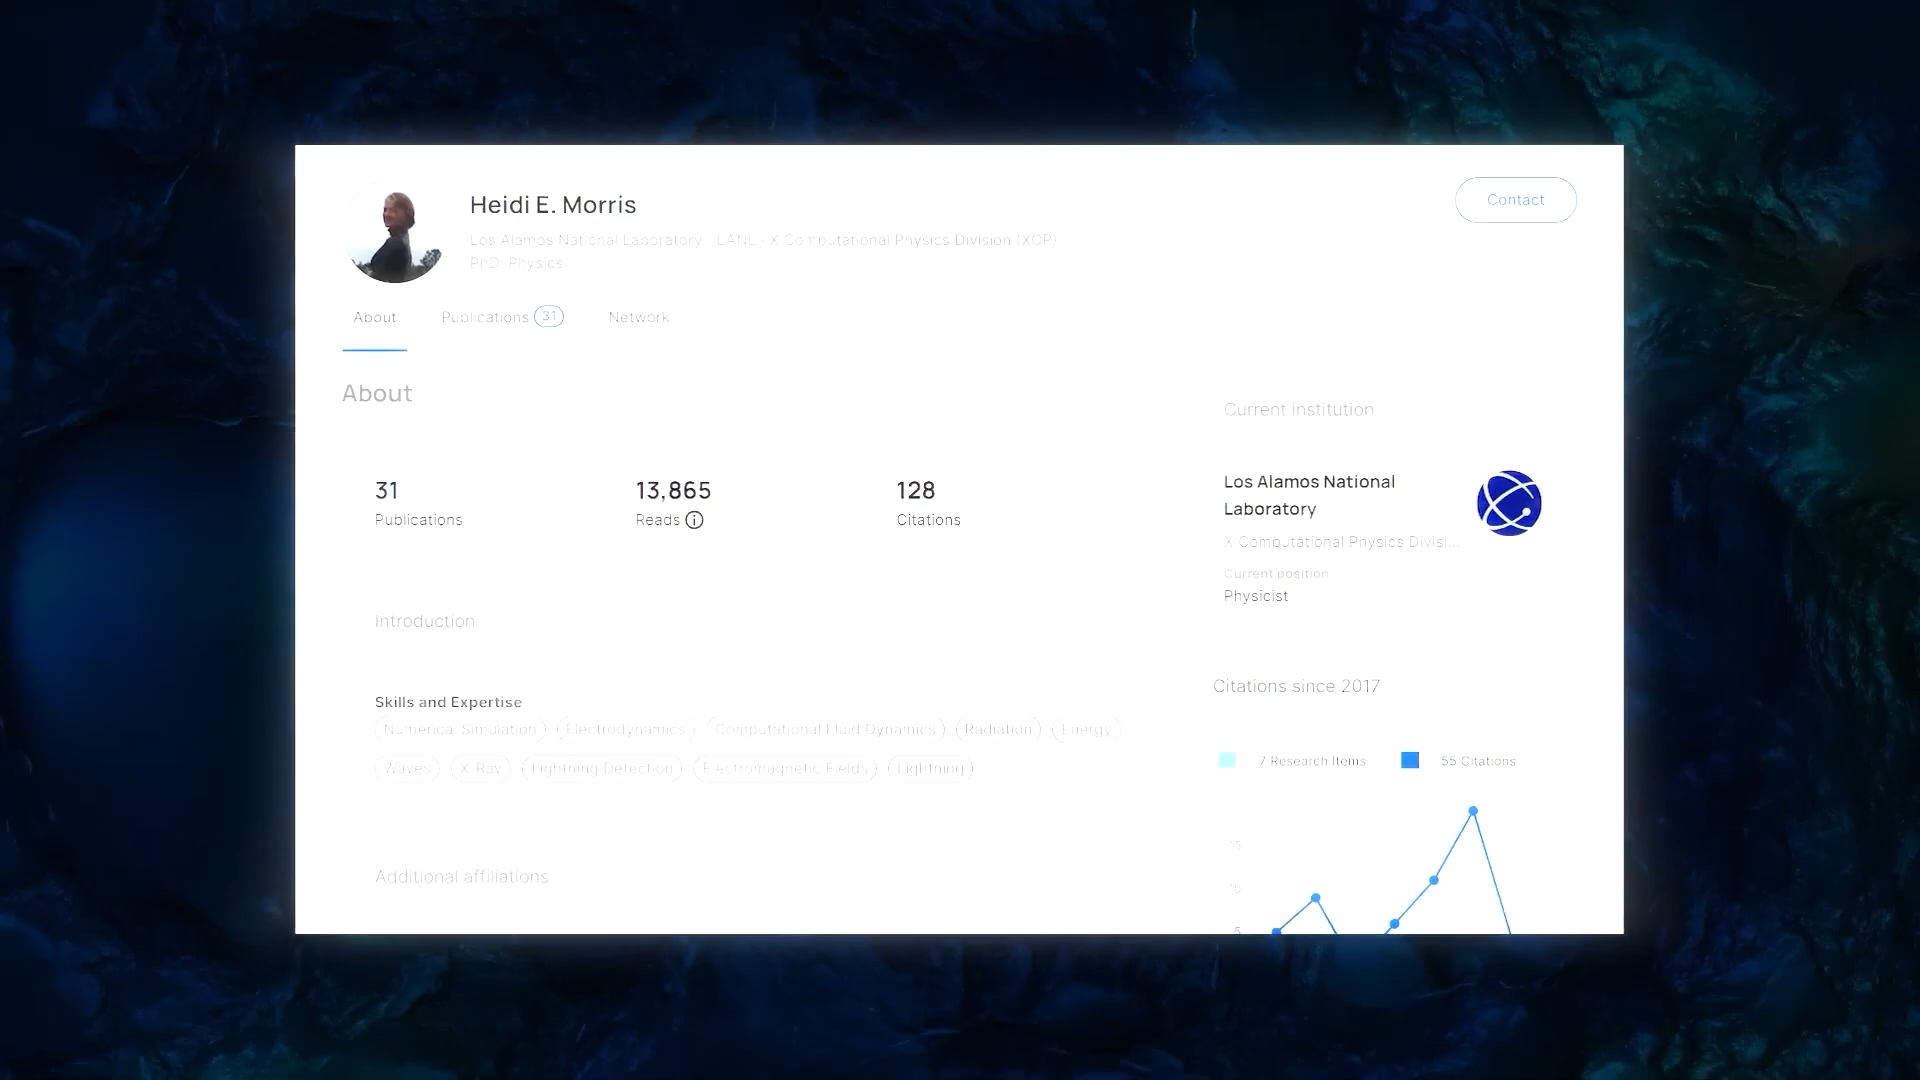 Heidi E. Morris
Contact
Los Alamos National Laboratory | LANL · X Computational Physics Division (XCP)
PhD, Physics
About
Publications 31
Network
About
Current institution
31
Publications
13,865
Reads
128
Citations
Los Alamos National
Laboratory
X Computational Physics Divisi...
Current position
Physicist
Introduction
Skills and Expertise
Numerical Simulation
Electrodynamics
Computational Fluid Dynamics
Radiation
Energy
Waves
X-Ray
Lightning Detection
Electromagnetic Fields
Lightning
Citations since 2017
7 Research Items
55 Citations
15
10
5
Additional affiliations